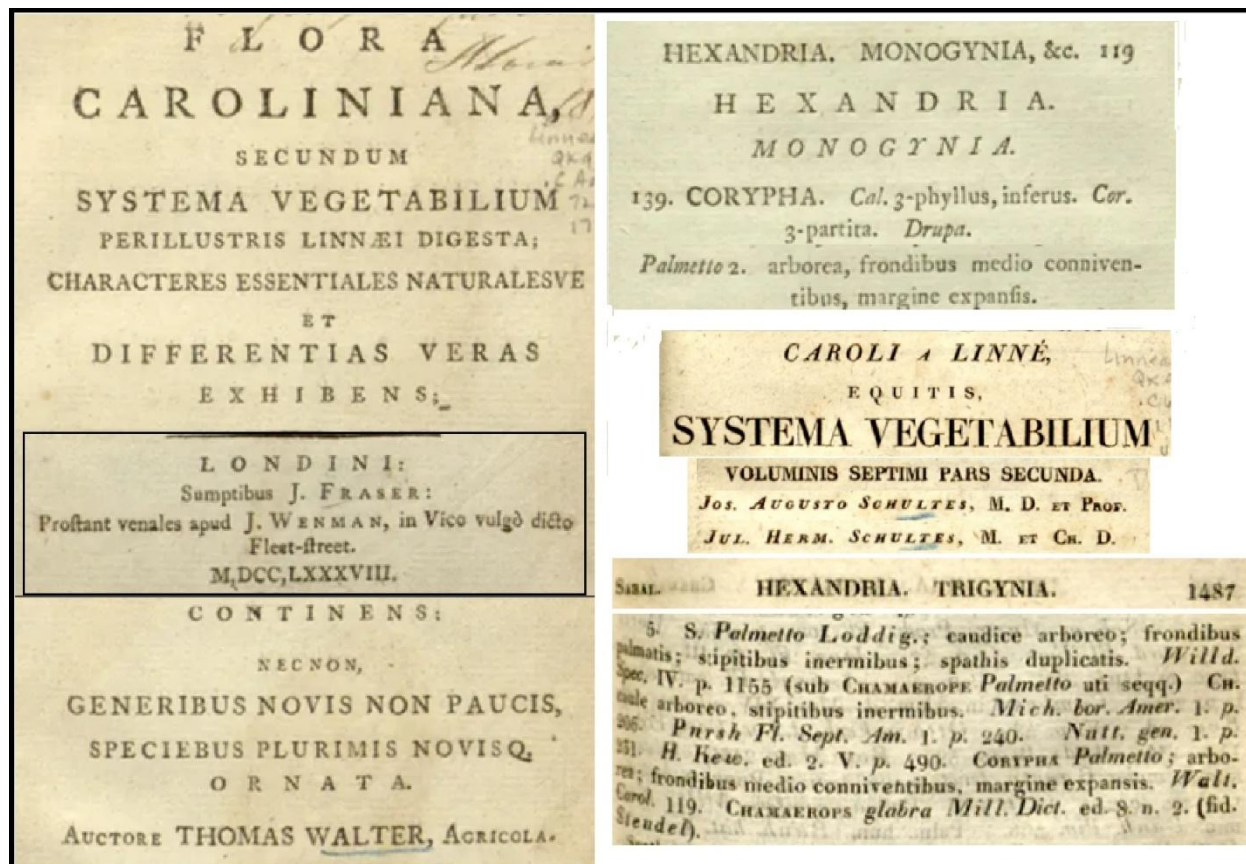 FLORA
CAROLINIANA,
SECUNDUM
SYSTEMA VEGETABILIUM
PERILLUSTRIS LINNÆI DIGESTA;
CHARACTERES ESSENTIALES NATURALESVE
ET
DIFFERENTIAS VERAS
EXHIBENS;
LONDINI:
Sumptibus J. FRASER:
Proſtant venales apud J. WENMAN, in Vico vulgò dicto
Fleet-ſtreet.
M,DCC,LXXXVIII.
CONTINENS:
NECNON,
GENERIBUS NOVIS NON PAUCIS,
SPECIEBUS PLURIMIS NOVISQ.
ORNATA.
AUCTORE THOMAS WALTER, AGRICOLA.
HEXANDRIA. MONOGYNIA, &c. 119
HEXANDRIA.
MONOGYNIA.
139. CORYPHA. Cal. 3-phyllus, inferus. Cor.
3-partita. Drupa.
Palmetto 2. arborea, frondibus medio conniven-
tibus, margine expanſis.
CAROLI A LINNÉ,
EQUITIS,
SYSTEMA VEGETABILIUM
VOLUMINIS SEPTIMI PARS SECUNDA.
JOS. AUGUSTO SCHULTES, M. D. ET PROF.
JUL. HERM. SCHULTES, M. ET CH. D.
SABAL. HEXANDRIA. TRIGYNIA. 1487
5. S. Palmetto Loddig.; caudice arboreo; frondibus
palmatis; stipitibus inermibus; spathis duplicatis. Willd.
Spec. IV. p. 1155 (sub CHAMAEROPE Palmetto uti seqq.) CH.
caule arboreo, stipitibus inermibus. Mich. bor. Amer. 1. p.
206. Pursh Fl. Sept. Am. 1. p. 240. Nutt. gen. 1. p.
231. H. Kew. ed. 2. V. p. 490. CORYPHA Palmetto; arbo-
rea; frondibus medio conniventibus, margine expansis. Walt.
Carol. 119. CHAMAEROPS glabra Mill. Dict. ed. 8. n. 2. (fid.
Steudel).